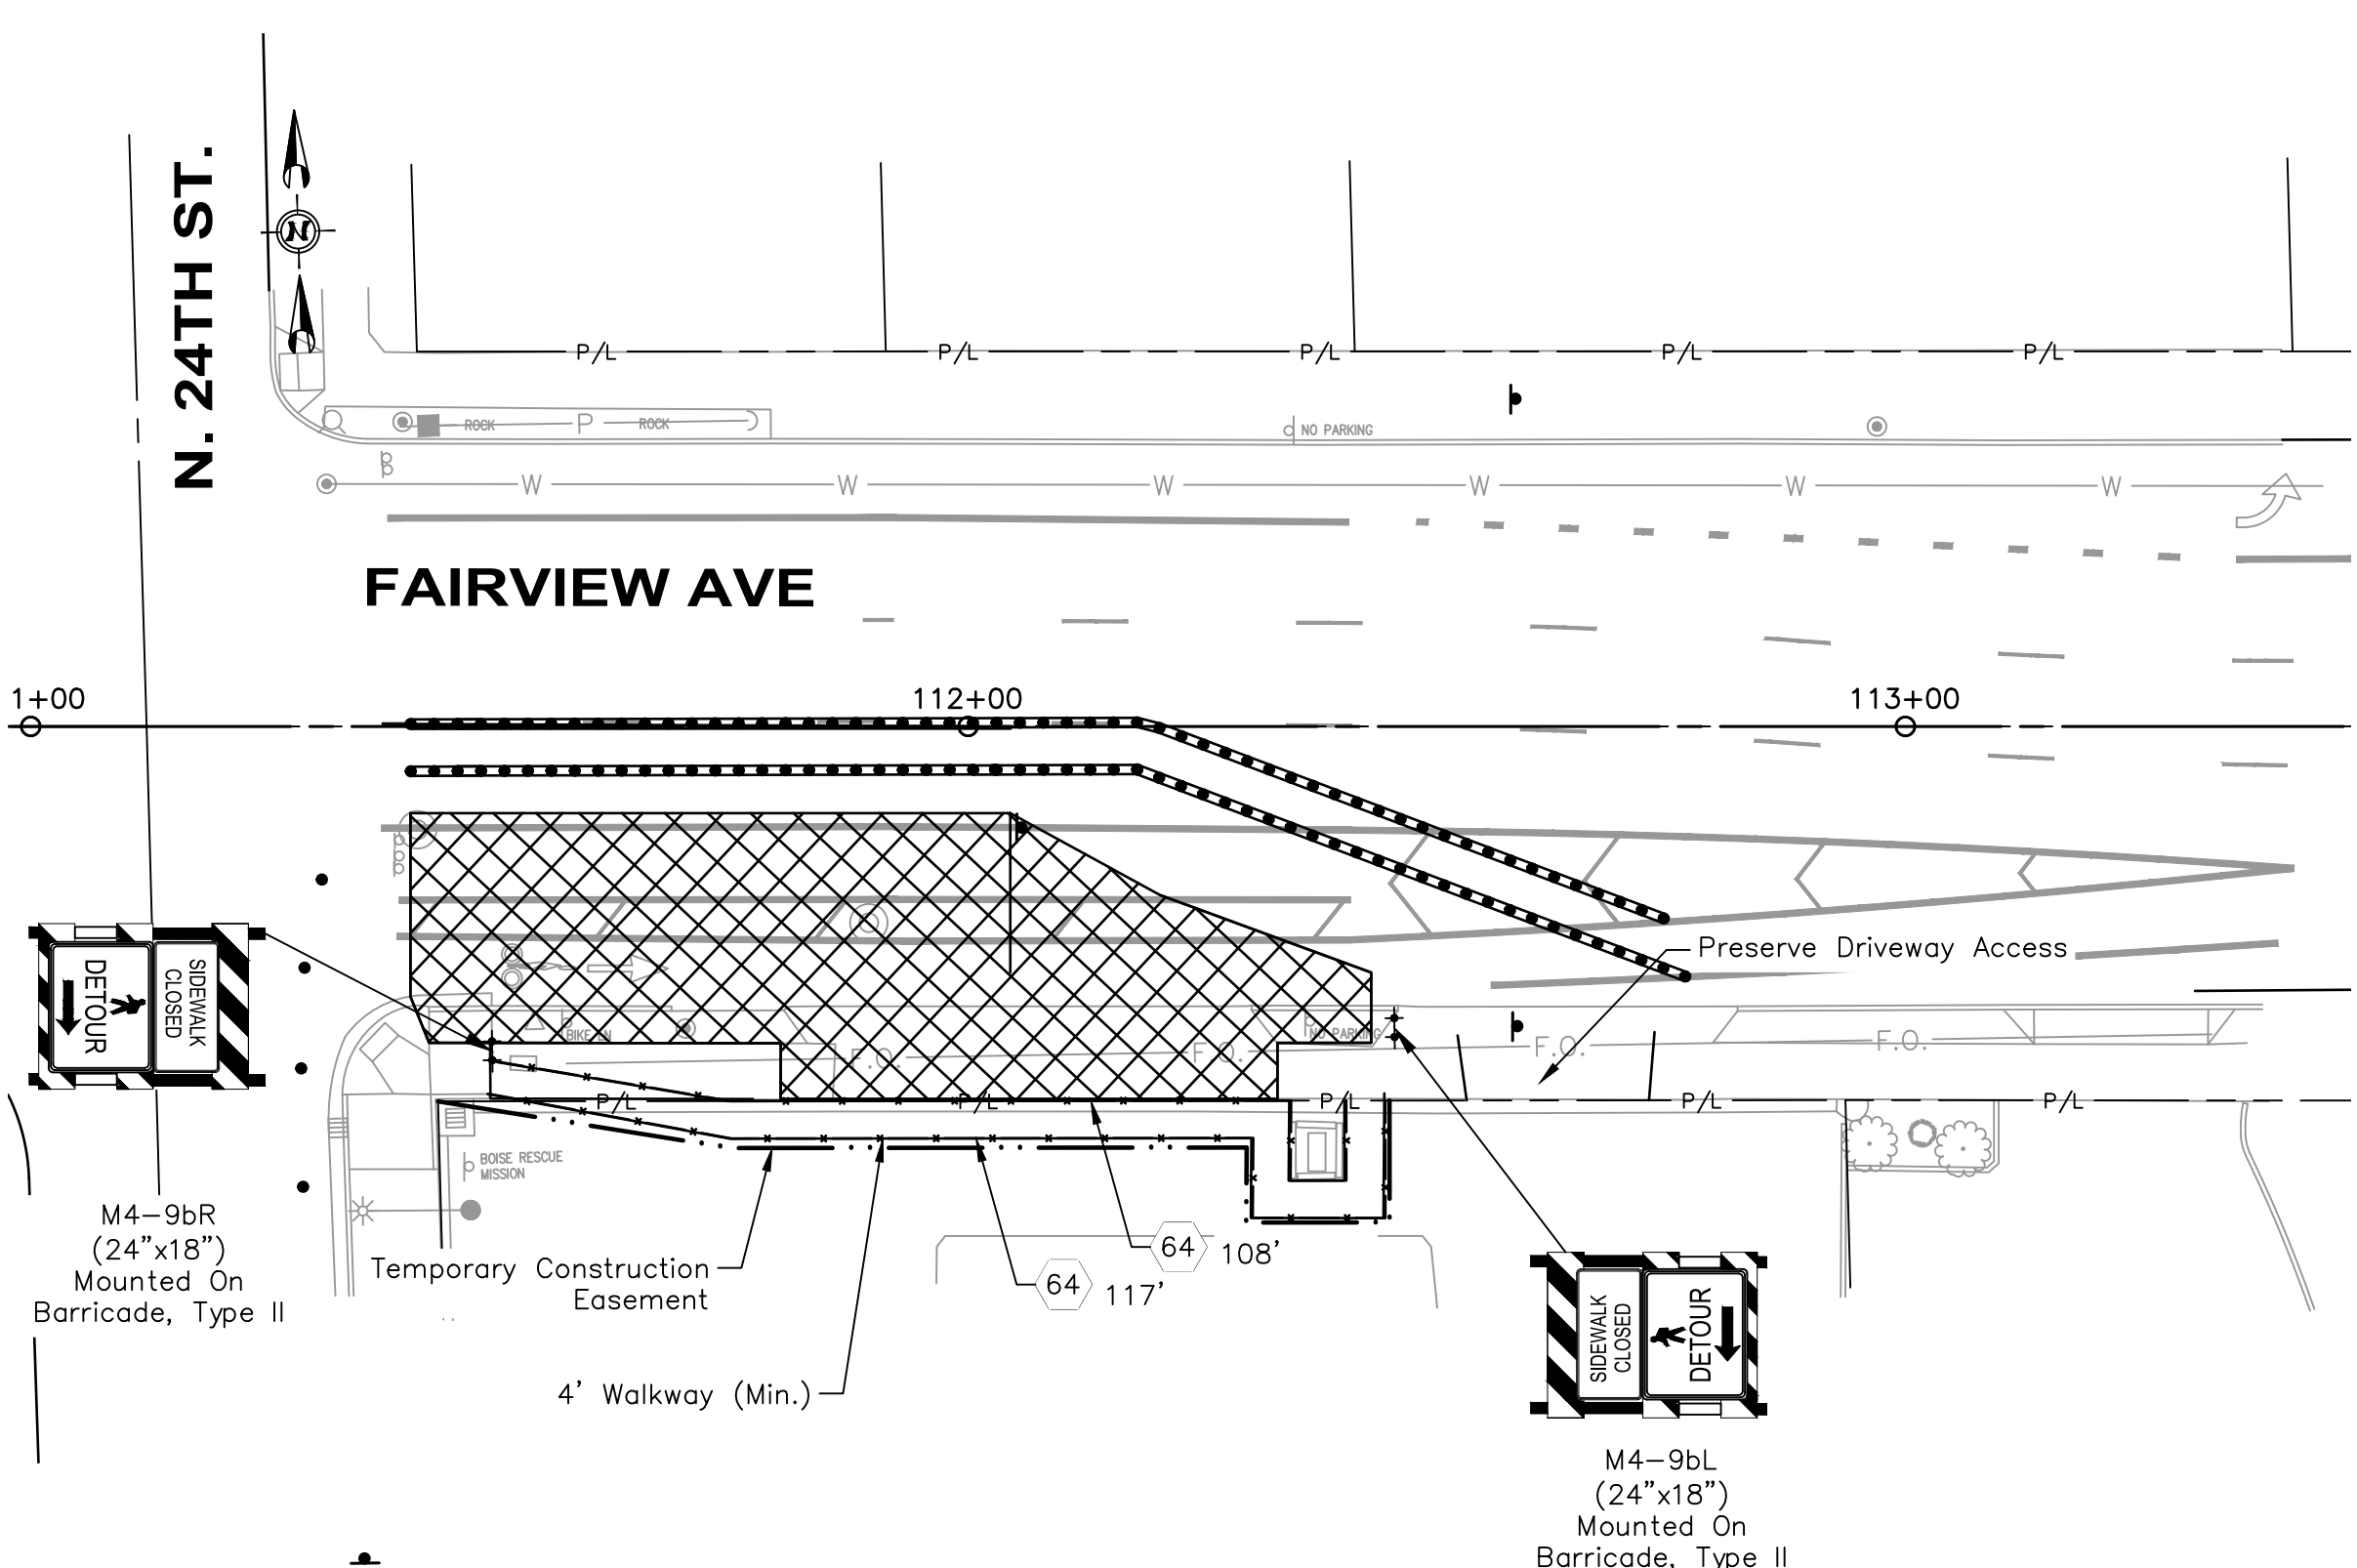 N. 24TH ST.
N
P/L
P/L
P/L
P/L
P/L
ROCK
P
ROCK
NO PARKING
W
W
W
W
W
W
FAIRVIEW AVE
1+00
112+00
113+00
Preserve Driveway Access
SIDEWALK
CLOSED
DETOUR
BIKE LN
NO PARKING
F.O.
F.O.
F.O.
F.O.
P/L
P/L
P/L
P/L
P/L
BOISE RESCUE
MISSION
M4-9bR
(24"x18")
Mounted On
Barricade, Type II
Temporary Construction
Easement
64 108'
64 117'
4' Walkway (Min.)
SIDEWALK
CLOSED
DETOUR
M4-9bL
(24"x18")
Mounted On
Barricade, Type II